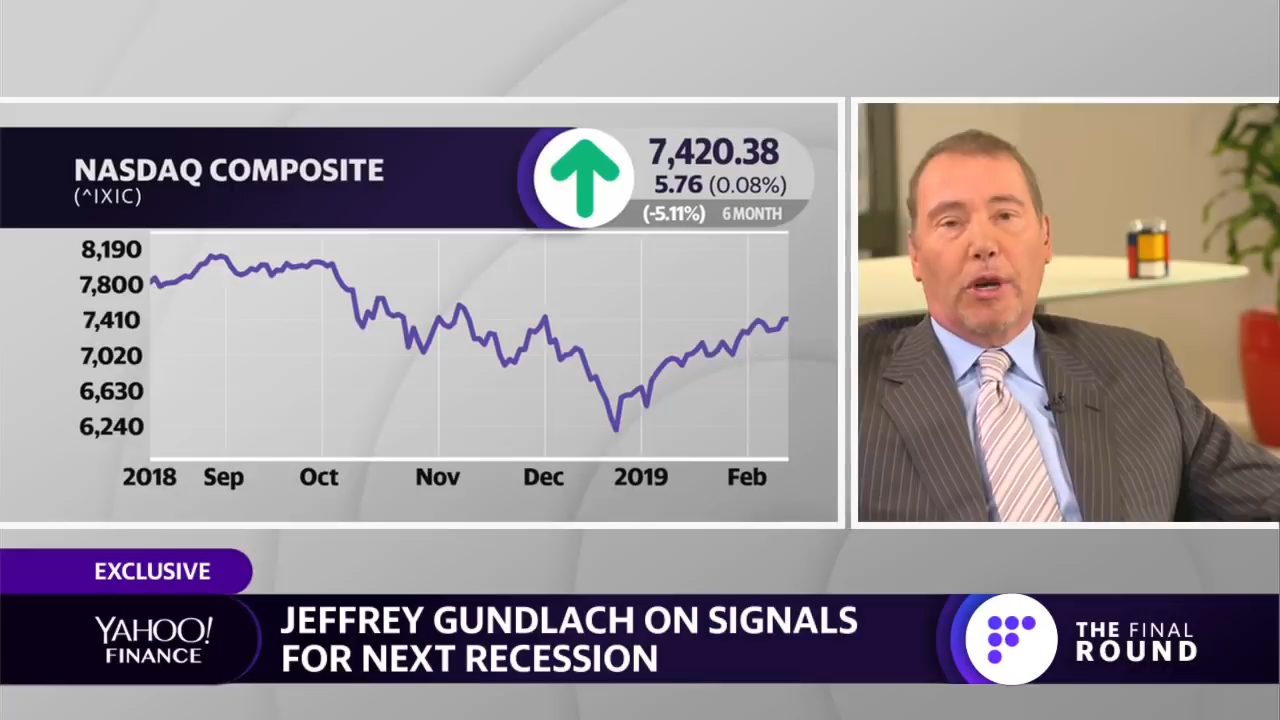 NASDAQ COMPOSITE
(^IXIC)
7,420.38
5.76 (0.08%)
(-5.11%) 6 MONTH
8,190
7,800
7,410
7,020
6,630
6,240
2018 Sep Oct Nov Dec 2019 Feb
EXCLUSIVE
YAHOO!
FINANCE
JEFFREY GUNDLACH ON SIGNALS
FOR NEXT RECESSION
THE FINAL
ROUND